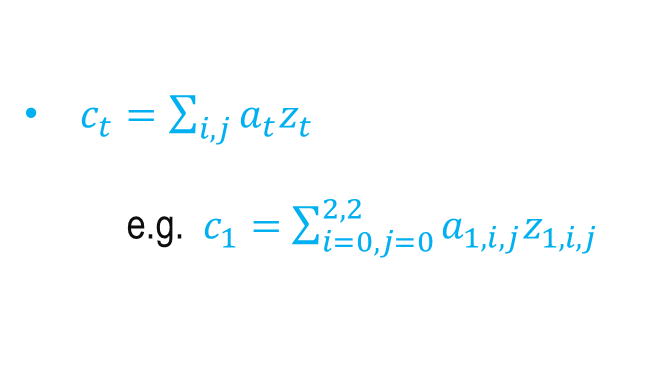 • c_t = ∑_{i,j} a_t z_t
e.g. c_1 = ∑_{i=0,j=0}^{2,2} a_{1,i,j} z_{1,i,j}